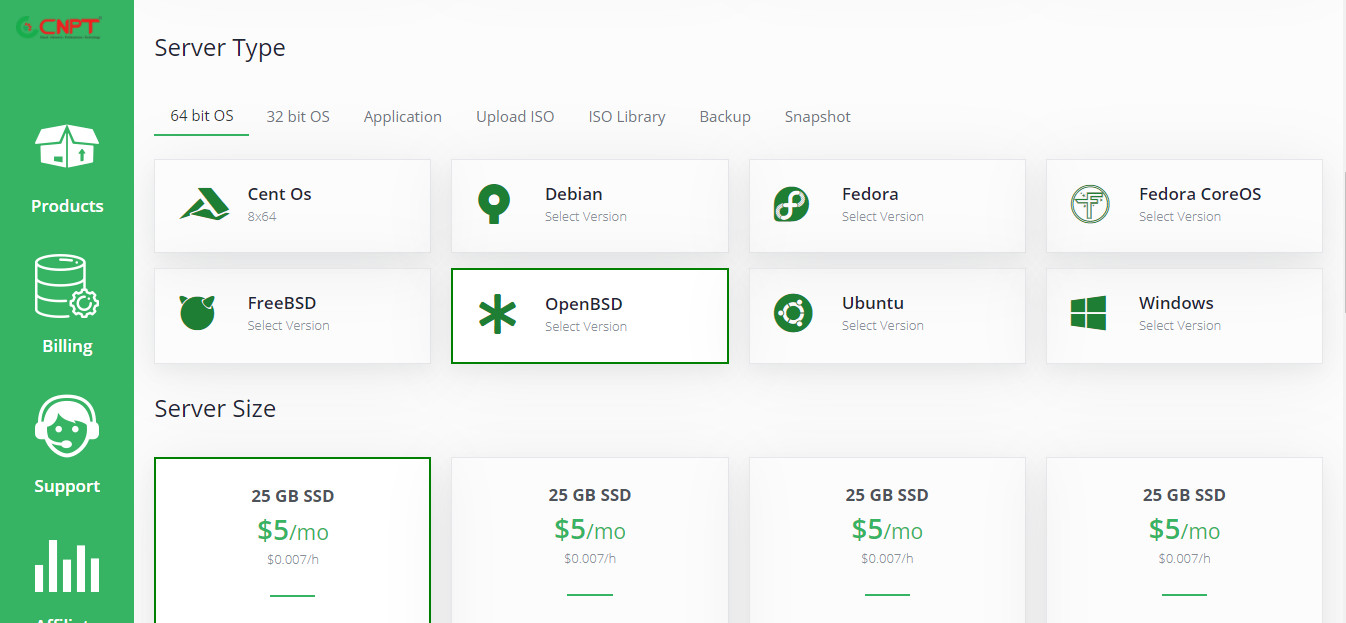 CNPT
Products
Billing
Support
Server Type
64 bit OS
32 bit OS
Application
Upload ISO
ISO Library
Backup
Snapshot
Cent Os
8x64
Debian
Select Version
Fedora
Select Version
Fedora CoreOS
Select Version
FreeBSD
Select Version
OpenBSD
Select Version
Ubuntu
Select Version
Windows
Select Version
Server Size
25 GB SSD
$5/mo
$0.007/h
25 GB SSD
$5/mo
$0.007/h
25 GB SSD
$5/mo
$0.007/h
25 GB SSD
$5/mo
$0.007/h